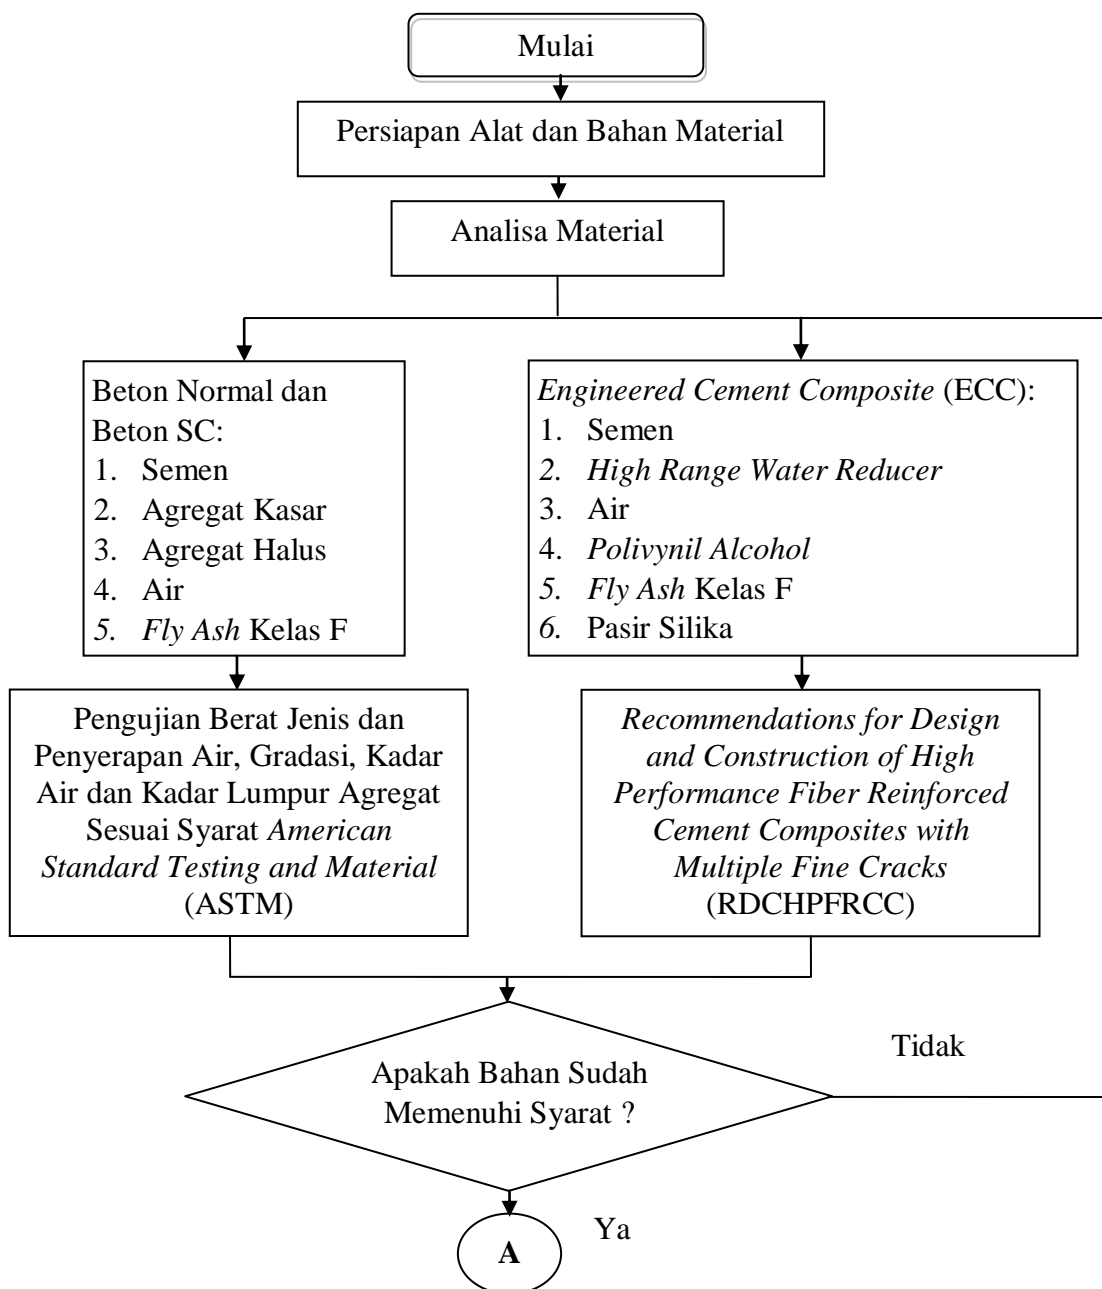 Mulai
Persiapan Alat dan Bahan Material
Analisa Material
Beton Normal dan
Beton SC:
1. Semen
2. Agregat Kasar
3. Agregat Halus
4. Air
5. Fly Ash Kelas F
Engineered Cement Composite (ECC):
1. Semen
2. High Range Water Reducer
3. Air
4. Polivynil Alcohol
5. Fly Ash Kelas F
6. Pasir Silika
Pengujian Berat Jenis dan
Penyerapan Air, Gradasi, Kadar
Air dan Kadar Lumpur Agregat
Sesuai Syarat American
Standard Testing and Material
(ASTM)
Recommendations for Design
and Construction of High
Performance Fiber Reinforced
Cement Composites with
Multiple Fine Cracks
(RDCHPFRCC)
Apakah Bahan Sudah
Memenuhi Syarat ?
Tidak
Ya
A